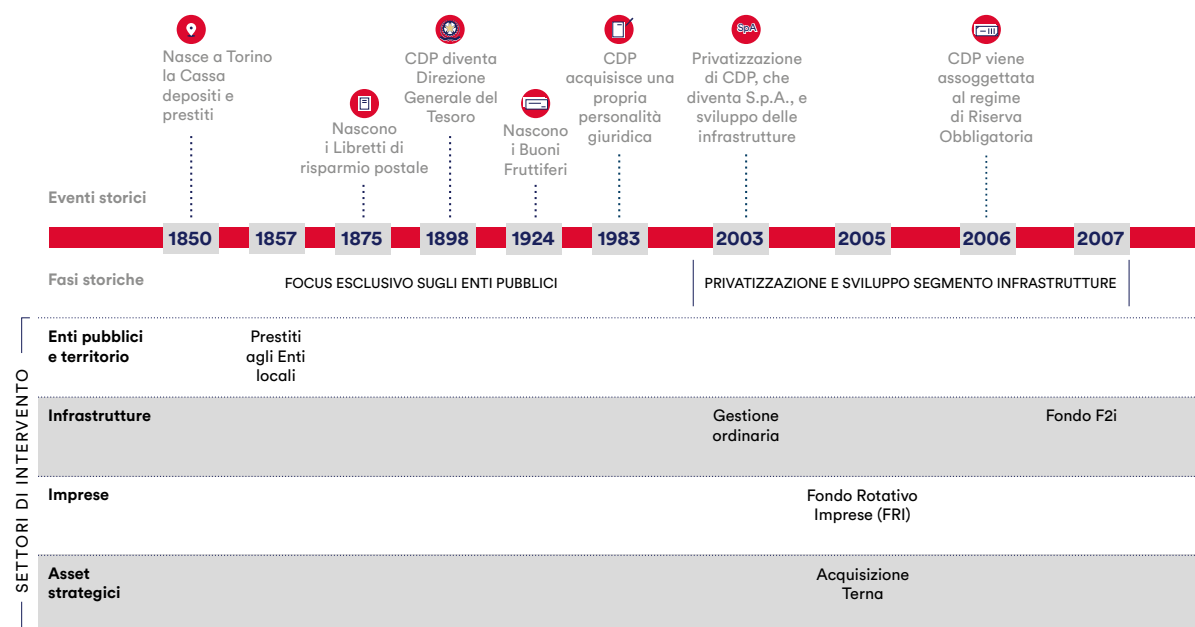 Nasce a Torino
la Cassa
depositi e
prestiti
Nascono
i Libretti di
risparmio postale
CDP diventa
Direzione
Generale del
Tesoro
Nascono
i Buoni
Fruttiferi
CDP
acquisisce una
propria
personalità
giuridica
SpA
Privatizzazione
di CDP, che
diventa S.p.A., e
sviluppo delle
infrastrutture
CDP viene
assoggettata
al regime
di Riserva
Obbligatoria
Eventi storici
1850 1857 1875 1898 1924 1983 2003 2005 2006 2007
Fasi storiche
FOCUS ESCLUSIVO SUGLI ENTI PUBBLICI
PRIVATIZZAZIONE E SVILUPPO SEGMENTO INFRASTRUTTURE
SETTORI DI INTERVENTO
Enti pubblici
e territorio
Prestiti
agli Enti
locali
Infrastrutture
Gestione
ordinaria
Fondo F2i
Imprese
Fondo Rotativo
Imprese (FRI)
Asset
strategici
Acquisizione
Terna